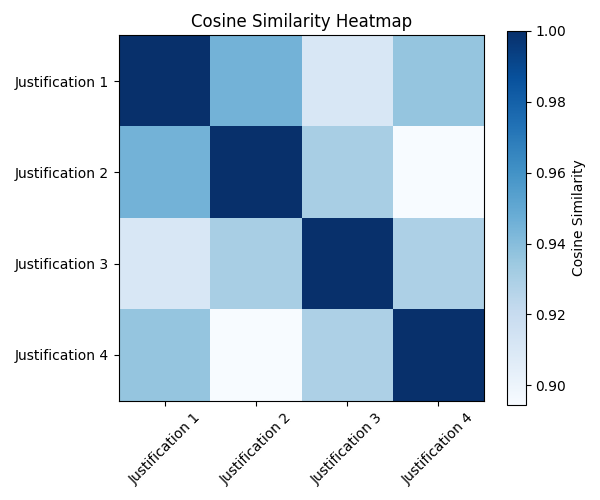 Cosine Similarity Heatmap
Justification 1
Justification 2
Justification 3
Justification 4
Justification 1
Justification 2
Justification 3
Justification 4
1.00
0.98
0.96
0.94
0.92
0.90
Cosine Similarity